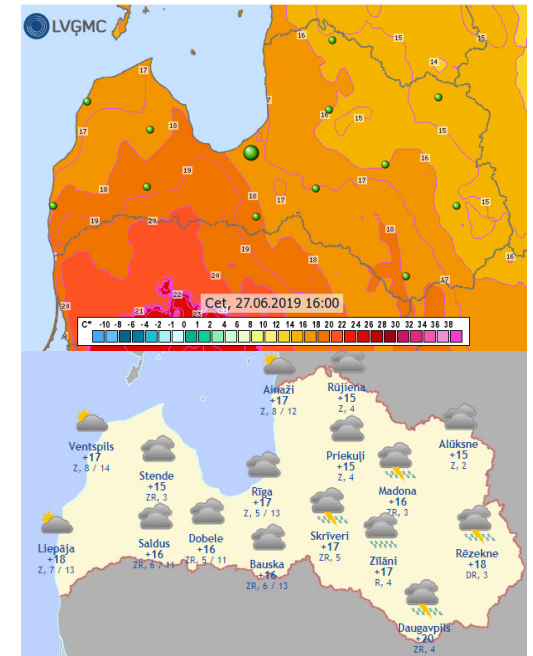 LVĢMC
16
15
15
14
17
16
15
17
18
15
16
19
17
18
17
15
19
19
20
18
19
16
17
20
20
22
21
23
Cet, 27.06.2019 16:00
C° -10 -8 -6 -4 -2 -1 0 1 2 4 6 8 10 12 14 16 18 20 22 24 26 28 30 32 34 36 38
Ainaži
+17
Z, 8 / 12
Rūjiena
+15
Z, 4
Ventspils
+17
Z, 8 / 14
Stende
+15
ZR, 3
Rīga
+17
Z, 5 / 13
Priekuļi
+15
Z, 4
Alūksne
+15
Z, 2
Madona
+16
ZR, 3
Liepāja
+18
Z, 7 / 13
Saldus
+16
ZR, 6 / 11
Dobele
+16
ZR, 5 / 11
Bauska
+16
ZR, 6 / 13
Skrīveri
+17
ZR, 5
Zīlāni
+17
R, 4
Rēzekne
+18
DR, 3
Daugavpils
+20
ZR, 4